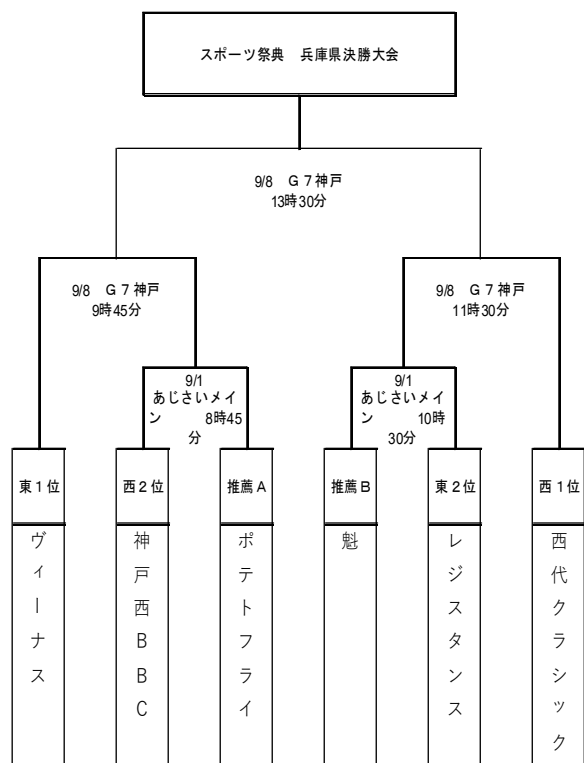 スポーツ祭典　兵庫県決勝大会
9/8　Ｇ７神戸
13時30分
9/8　Ｇ７神戸
9時45分
9/8　Ｇ７神戸
11時30分
9/1
あじさいメイ
ン　　8時45
分
9/1
あじさいメイ
ン　　10時
30分
東１位
西２位
推薦Ａ
推薦Ｂ
東２位
西１位
ヴィーナス
神戸西ＢＢＣ
ポテトフライ
魁
レジスタンス
西代クラシック